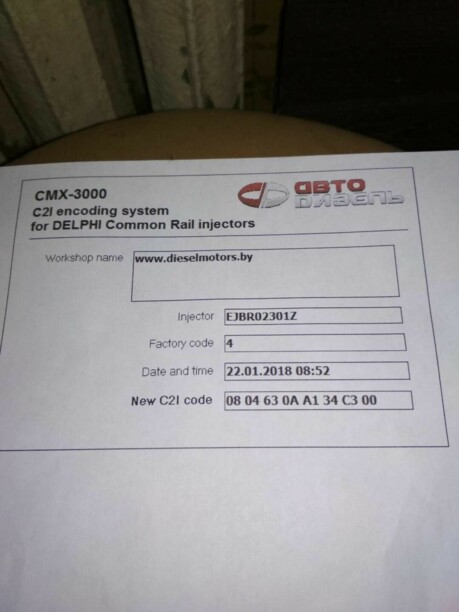 CMX-3000
C2I encoding system
for DELPHI Common Rail injectors
АВТО
ДИЗЕЛЬ
Workshop name www.dieselmotors.by
Injector EJBR02301Z
Factory code 4
Date and time 22.01.2018 08:52
New C2I code 08 04 63 0A A1 34 C3 00